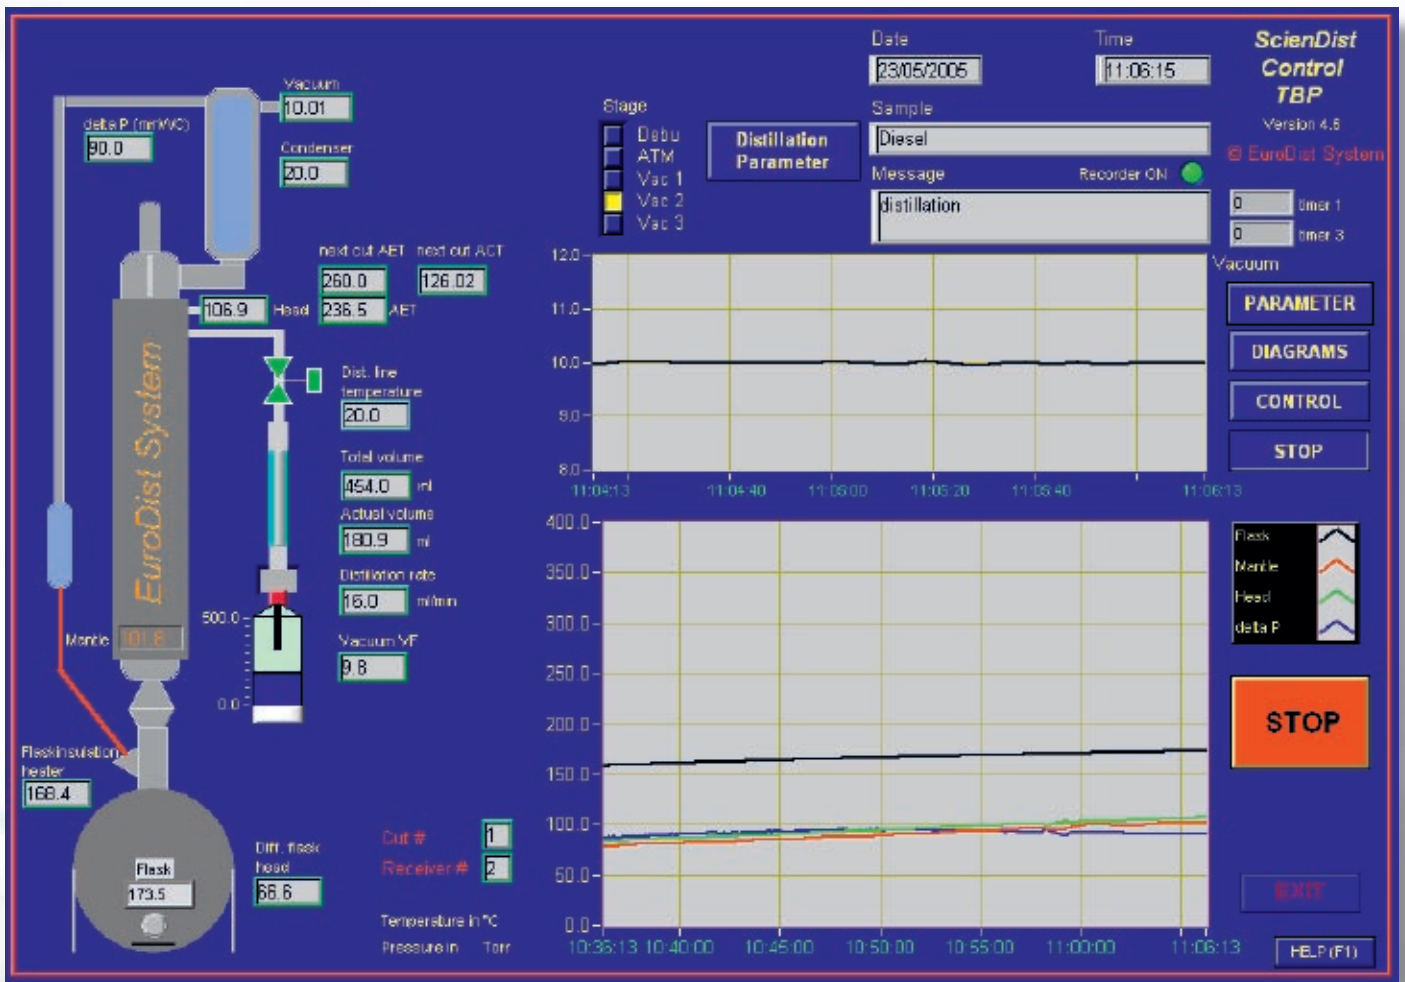 Date
Time
ScienDist
Control
TBP
Version 4.6
© EuroDist System
23/05/2005
11:06:15
Vacuum
10.01
delta P (mmWC)
90.0
Condenser
20.0
Stage
Debu
ATM
Vac 1
Vac 2
Vac 3
Distillation
Parameter
Sample
Diesel
Message
Recorder ON
distillation
0 timer 1
0 timer 3
next cut AET next cut ACT
260.0 126.02
106.9 Head 236.5 AET
EuroDist System
Dist. line
temperature
20.0
Total volume
454.0 ml
Actual volume
180.9 ml
Distillation rate
16.0 ml/min
Vacuum VF
9.8
500.0
0.0
Mantle 101.8
Flaskinsulation
heater
168.4
Flask
173.5
Diff. flask
head
66.6
Cut # 1
Receiver # 2
Temperature in °C
Pressure in Torr
Vacuum
12.0
11.0
10.0
9.0
8.0
11:04:13 11:04:40 11:05:00 11:05:20 11:05:40 11:06:13
PARAMETER
DIAGRAMS
CONTROL
STOP
400.0
350.0
300.0
250.0
200.0
150.0
100.0
50.0
0.0
10:36:13 10:40:00 10:45:00 10:50:00 10:55:00 11:00:00 11:06:13
Flask
Mantle
Head
delta P
STOP
EXIT
HELP (F1)